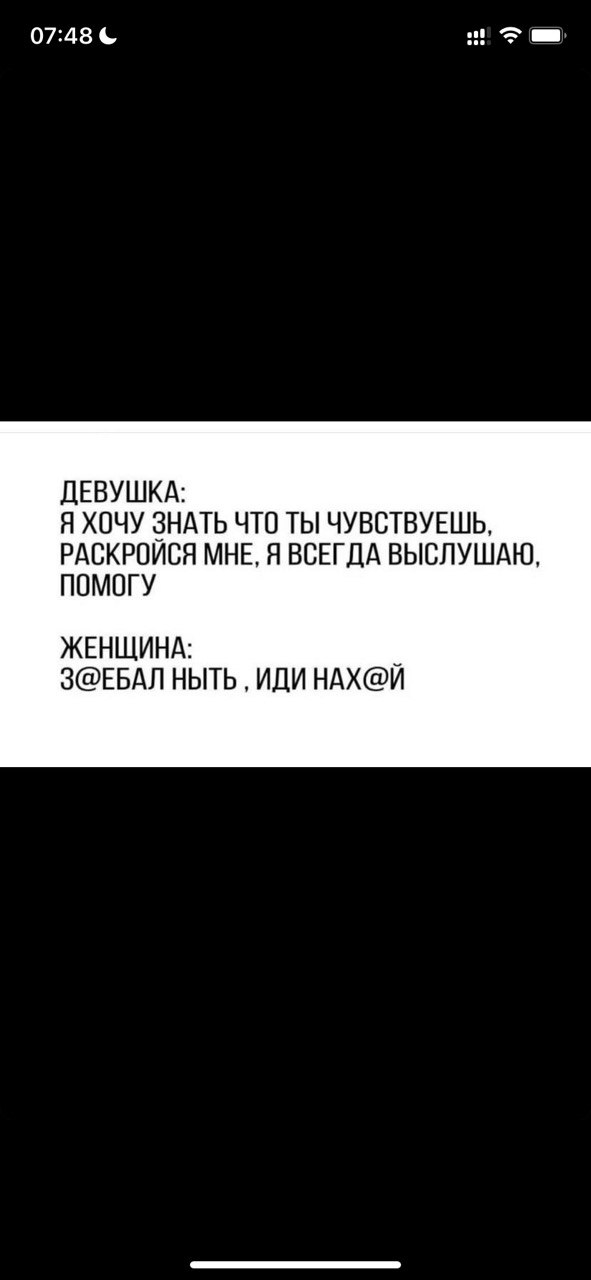 07:48
ДЕВУШКА:
Я ХОЧУ ЗНАТЬ ЧТО ТЫ ЧУВСТВУЕШЬ,
РАСКРОЙСЯ МНЕ, Я ВСЕГДА ВЫСЛУШАЮ,
ПОМОГУ
ЖЕНЩИНА:
З@ЕБАЛ НЫТЬ , ИДИ НАХ@Й